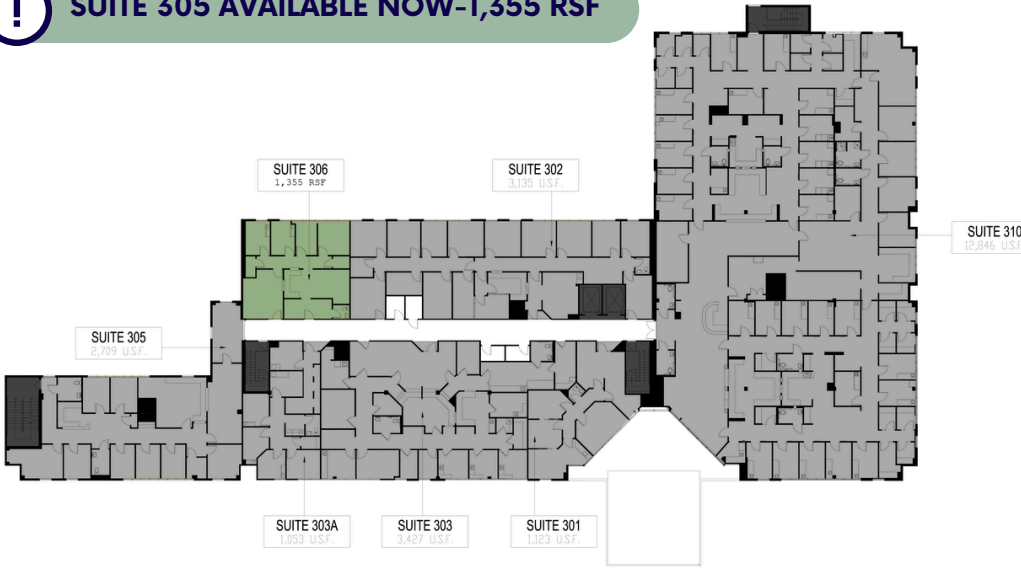 ! SUITE 305 AVAILABLE NOW-1,355 RSF
SUITE 306
1,355 RSF
SUITE 302
3,135 U.S.F.
SUITE 310
12,846 U.S.F
SUITE 305
2,709 U.S.F.
SUITE 303A
1,053 U.S.F.
SUITE 303
3,427 U.S.F.
SUITE 301
1,123 U.S.F.